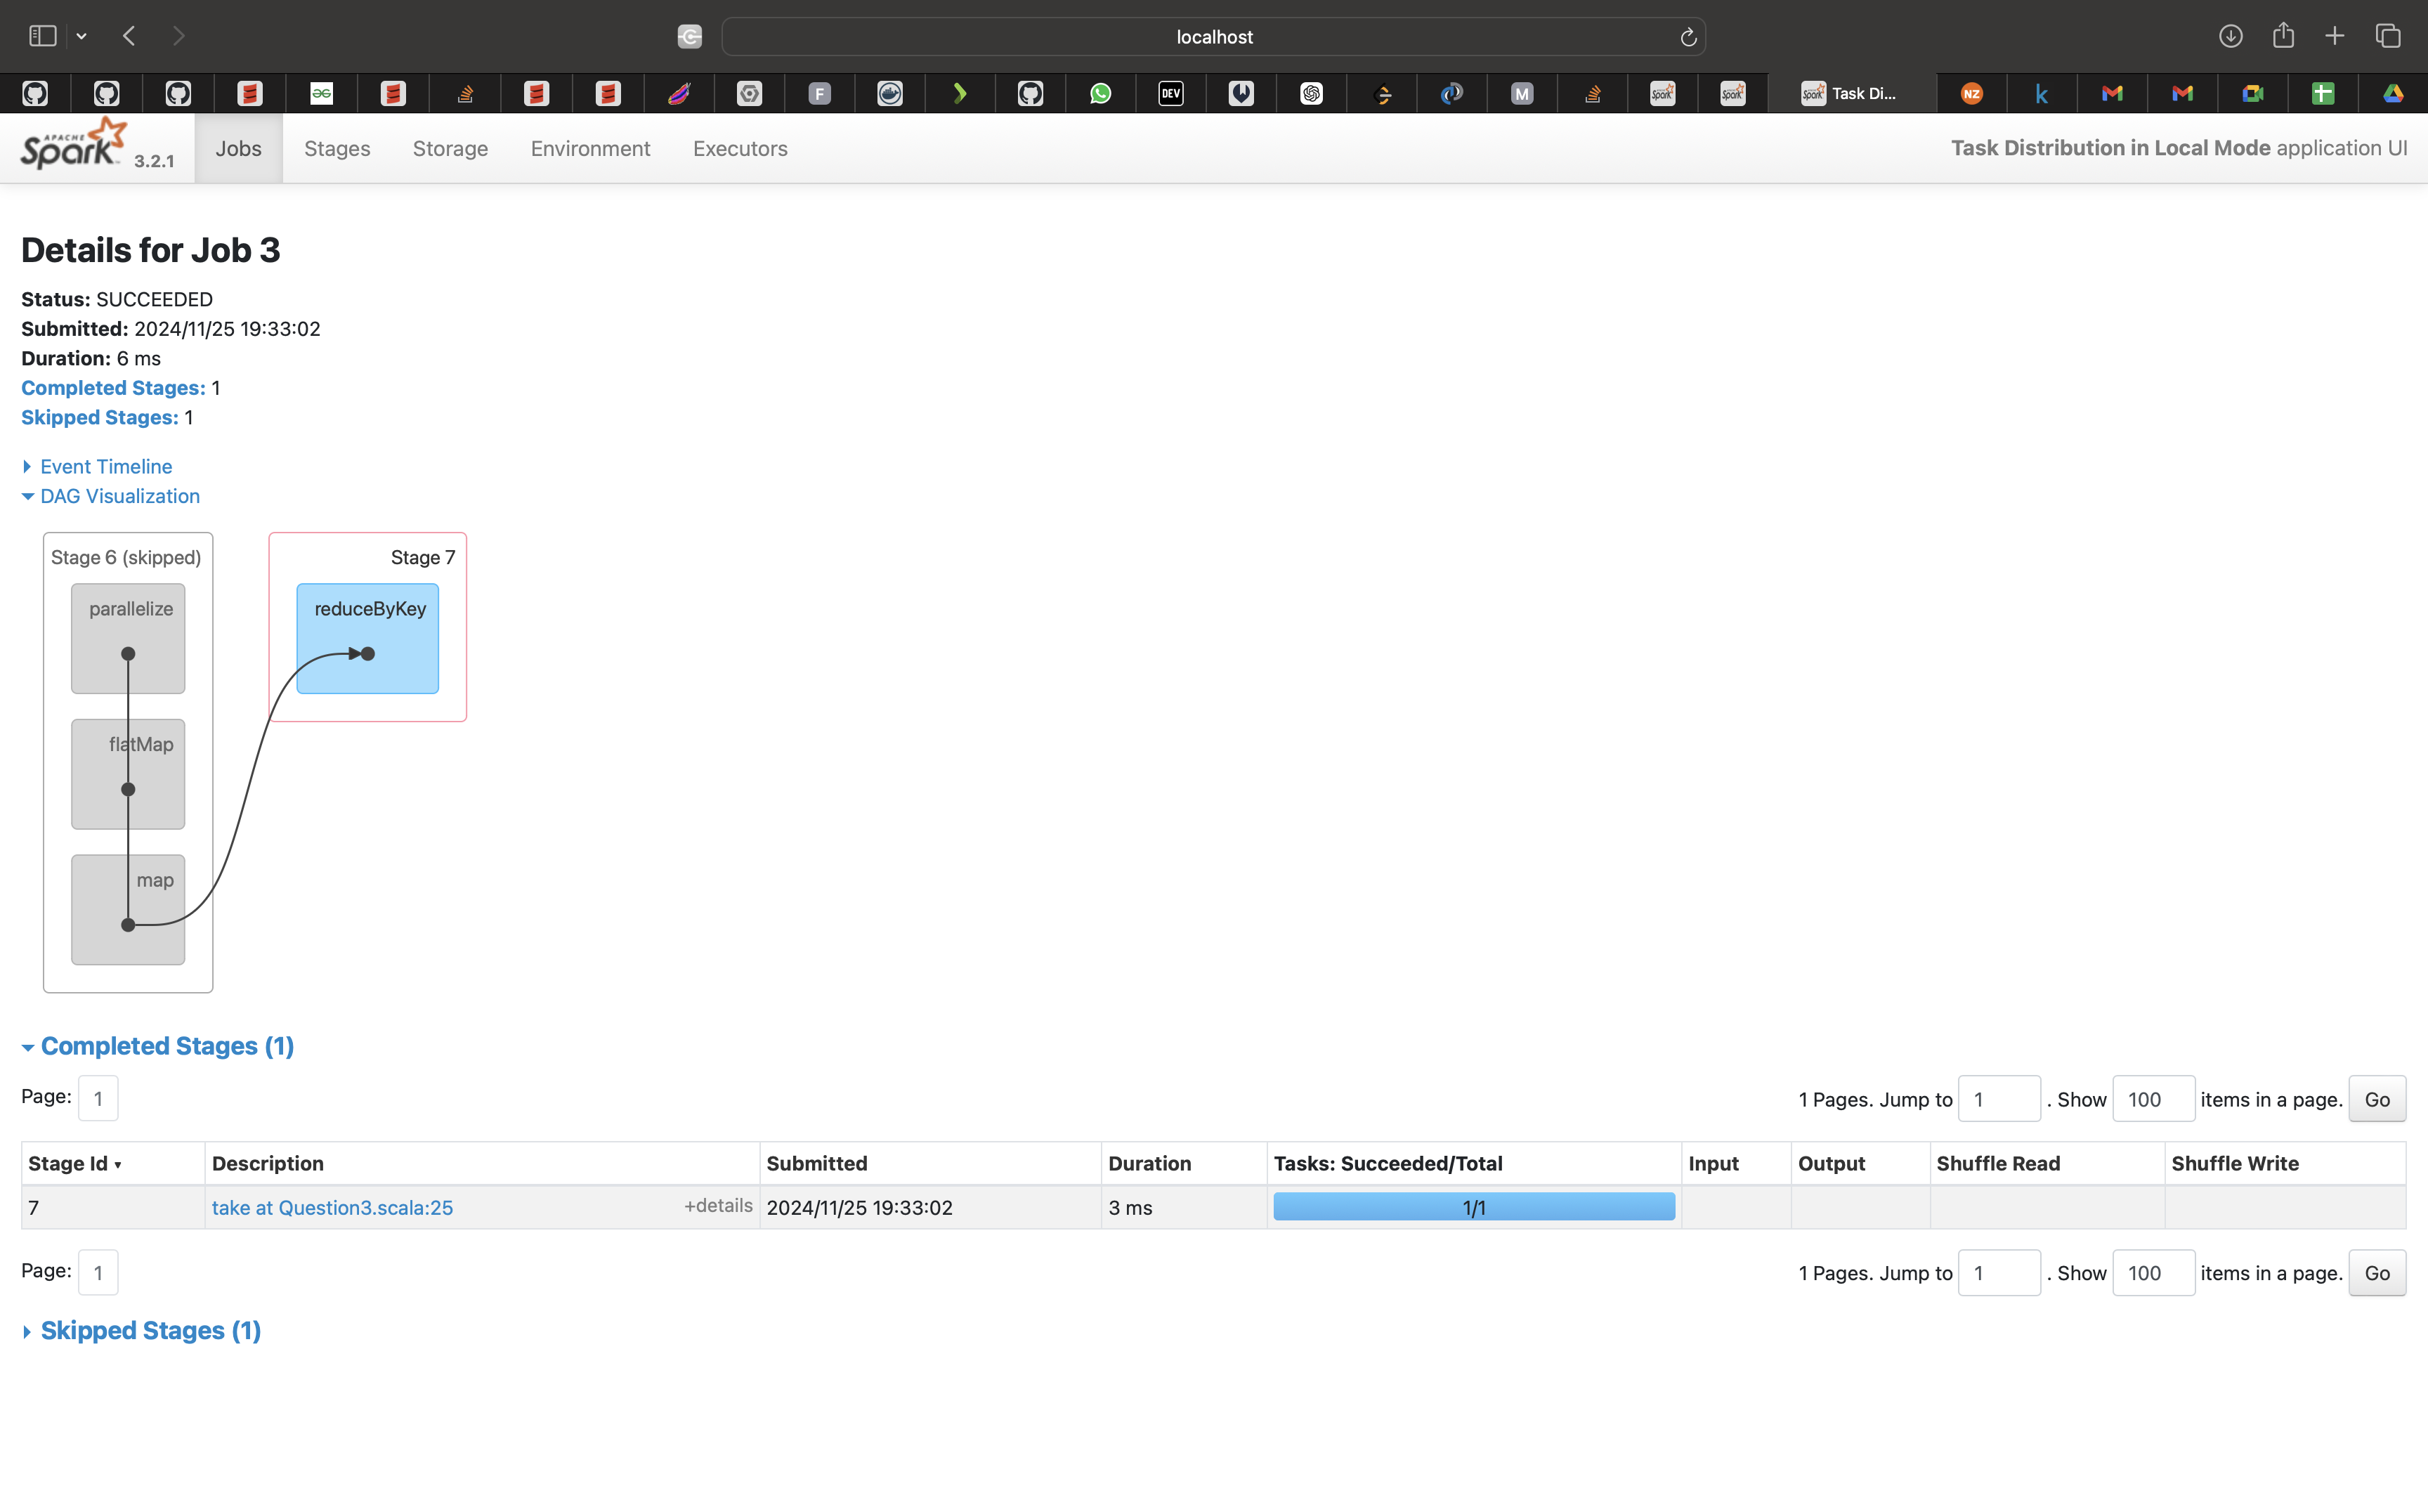 localhost
F
DEV
M
Spark
Spark
Spark Task Di...
NZ
k
APACHE
Spark 3.2.1
Jobs
Stages
Storage
Environment
Executors
Task Distribution in Local Mode application UI
Details for Job 3
Status: SUCCEEDED
Submitted: 2024/11/25 19:33:02
Duration: 6 ms
Completed Stages: 1
Skipped Stages: 1
Event Timeline
DAG Visualization
Stage 6 (skipped)
parallelize
flatMap
map
Stage 7
reduceByKey
Completed Stages (1)
Page: 1
1 Pages. Jump to 1 . Show 100 items in a page. Go
Stage Id ▾ Description Submitted Duration Tasks: Succeeded/Total Input Output Shuffle Read Shuffle Write
7 take at Question3.scala:25 +details 2024/11/25 19:33:02 3 ms 1/1
Page: 1
1 Pages. Jump to 1 . Show 100 items in a page. Go
Skipped Stages (1)